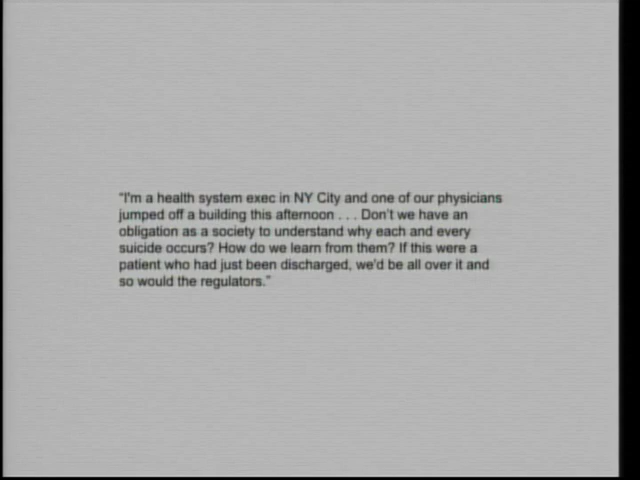 "I'm a health system exec in NY City and one of our physicians
jumped off a building this afternoon . . . Don't we have an
obligation as a society to understand why each and every
suicide occurs? How do we learn from them? If this were a
patient who had just been discharged, we'd be all over it and
so would the regulators."